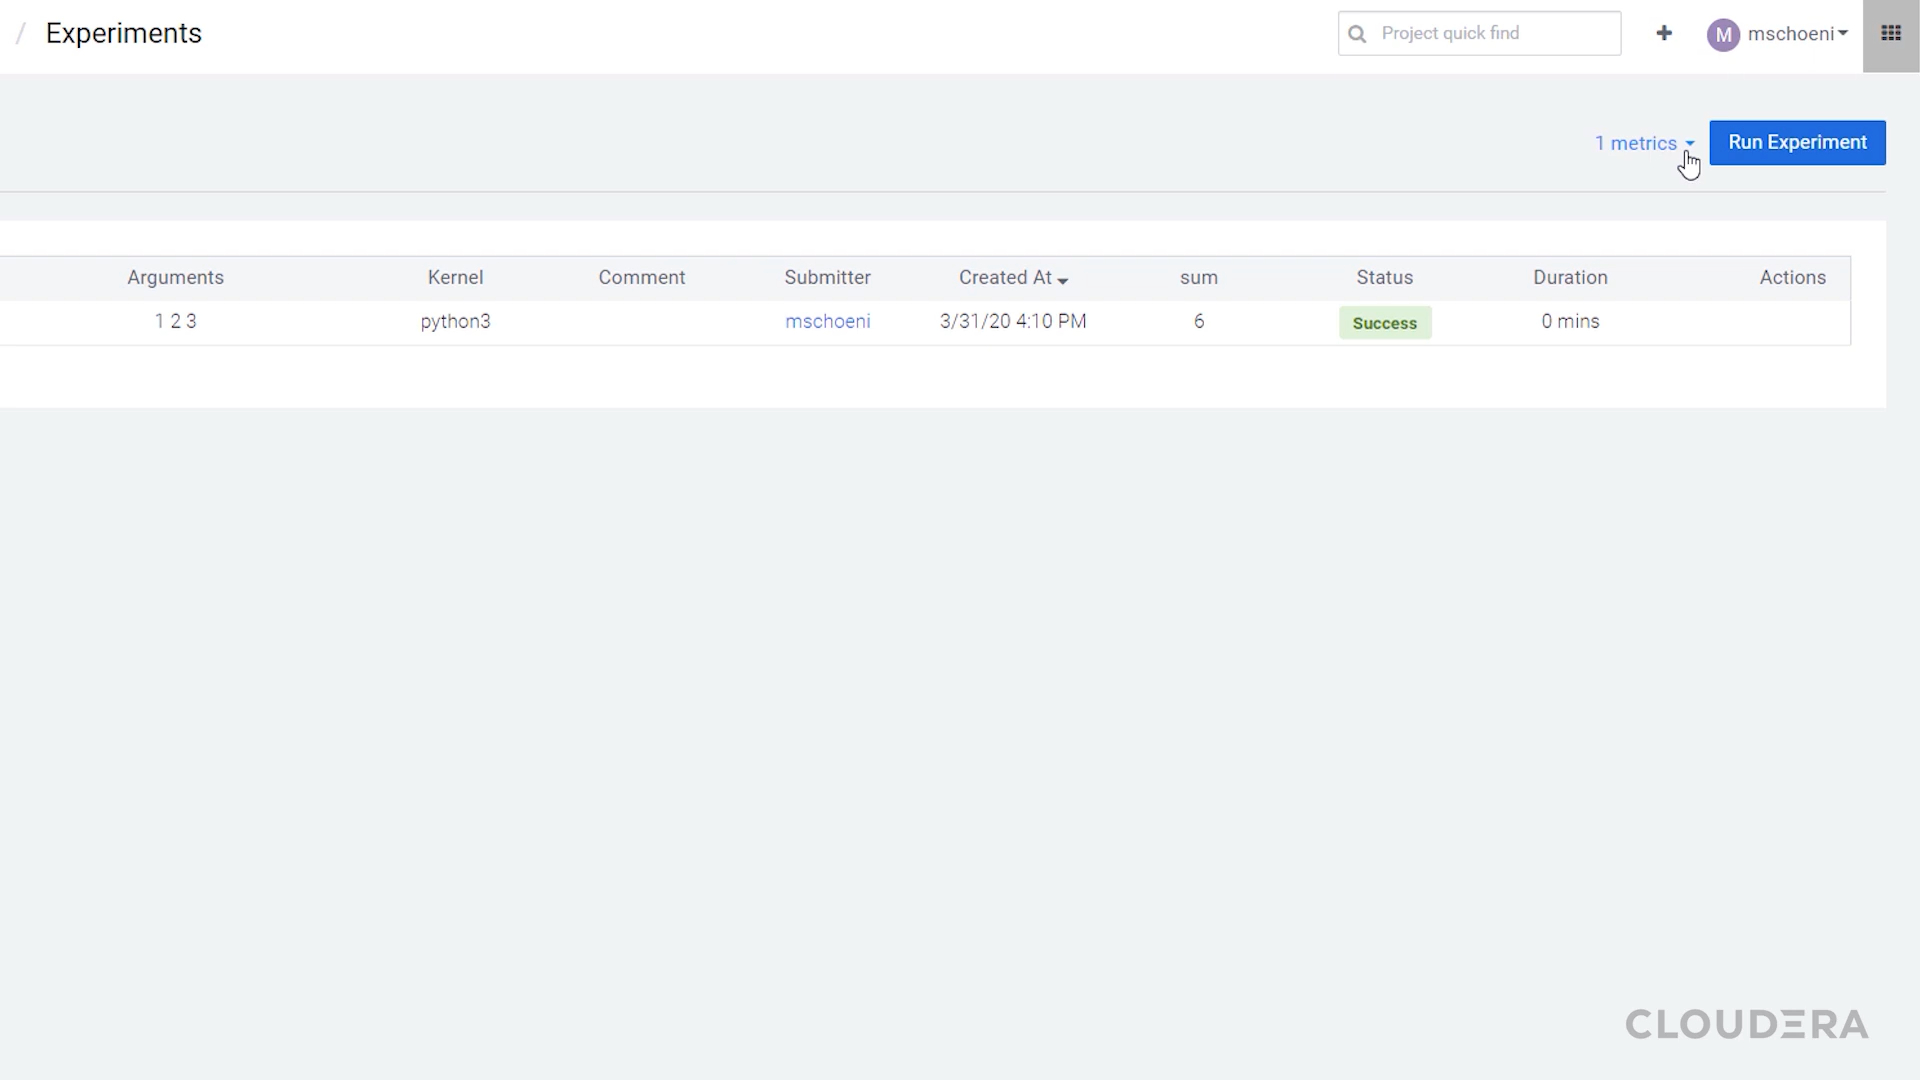 / Experiments
Project quick find
+
M mschoeni
1 metrics
Run Experiment
Arguments Kernel Comment Submitter Created At sum Status Duration Actions
1 2 3 python3 mschoeni 3/31/20 4:10 PM 6 Success 0 mins
CLOUDERA